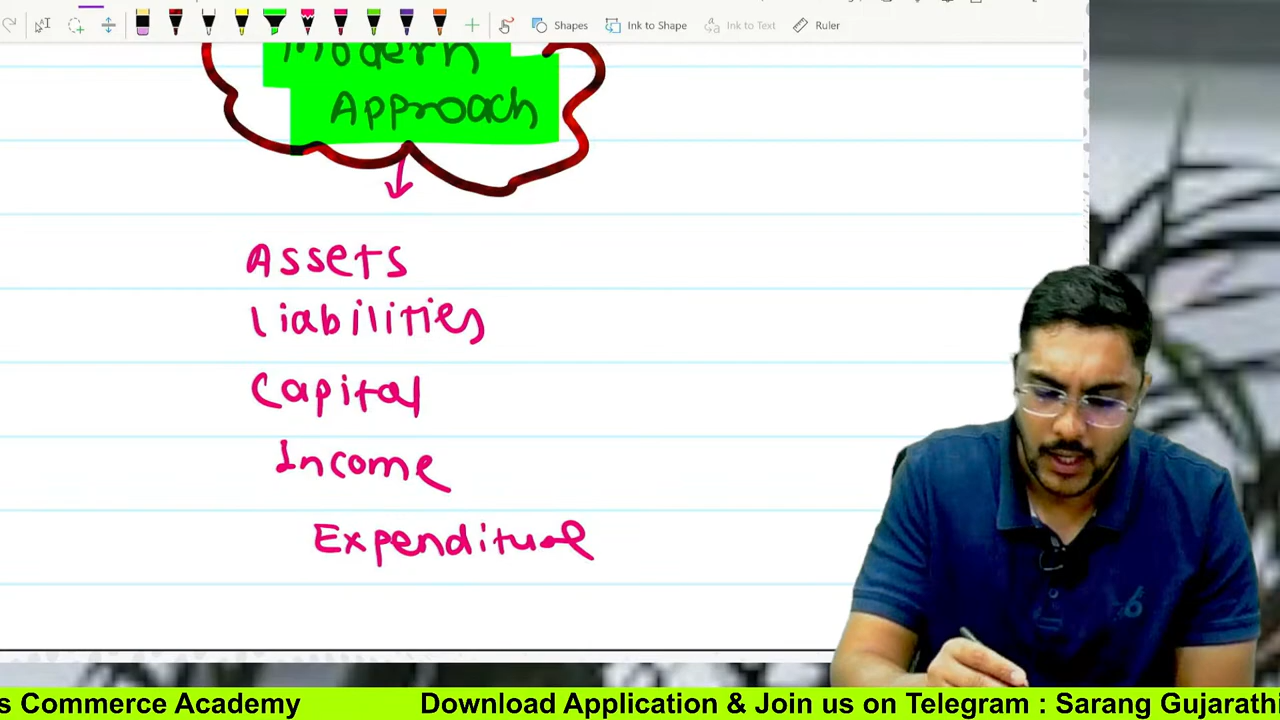 Shapes Ink to Shape Ink to Text Ruler
Modern
Approach
Assets
Liabilities
Capital
Income
Expenditure
s Commerce Academy Download Application & Join us on Telegram : Sarang Gujarathi